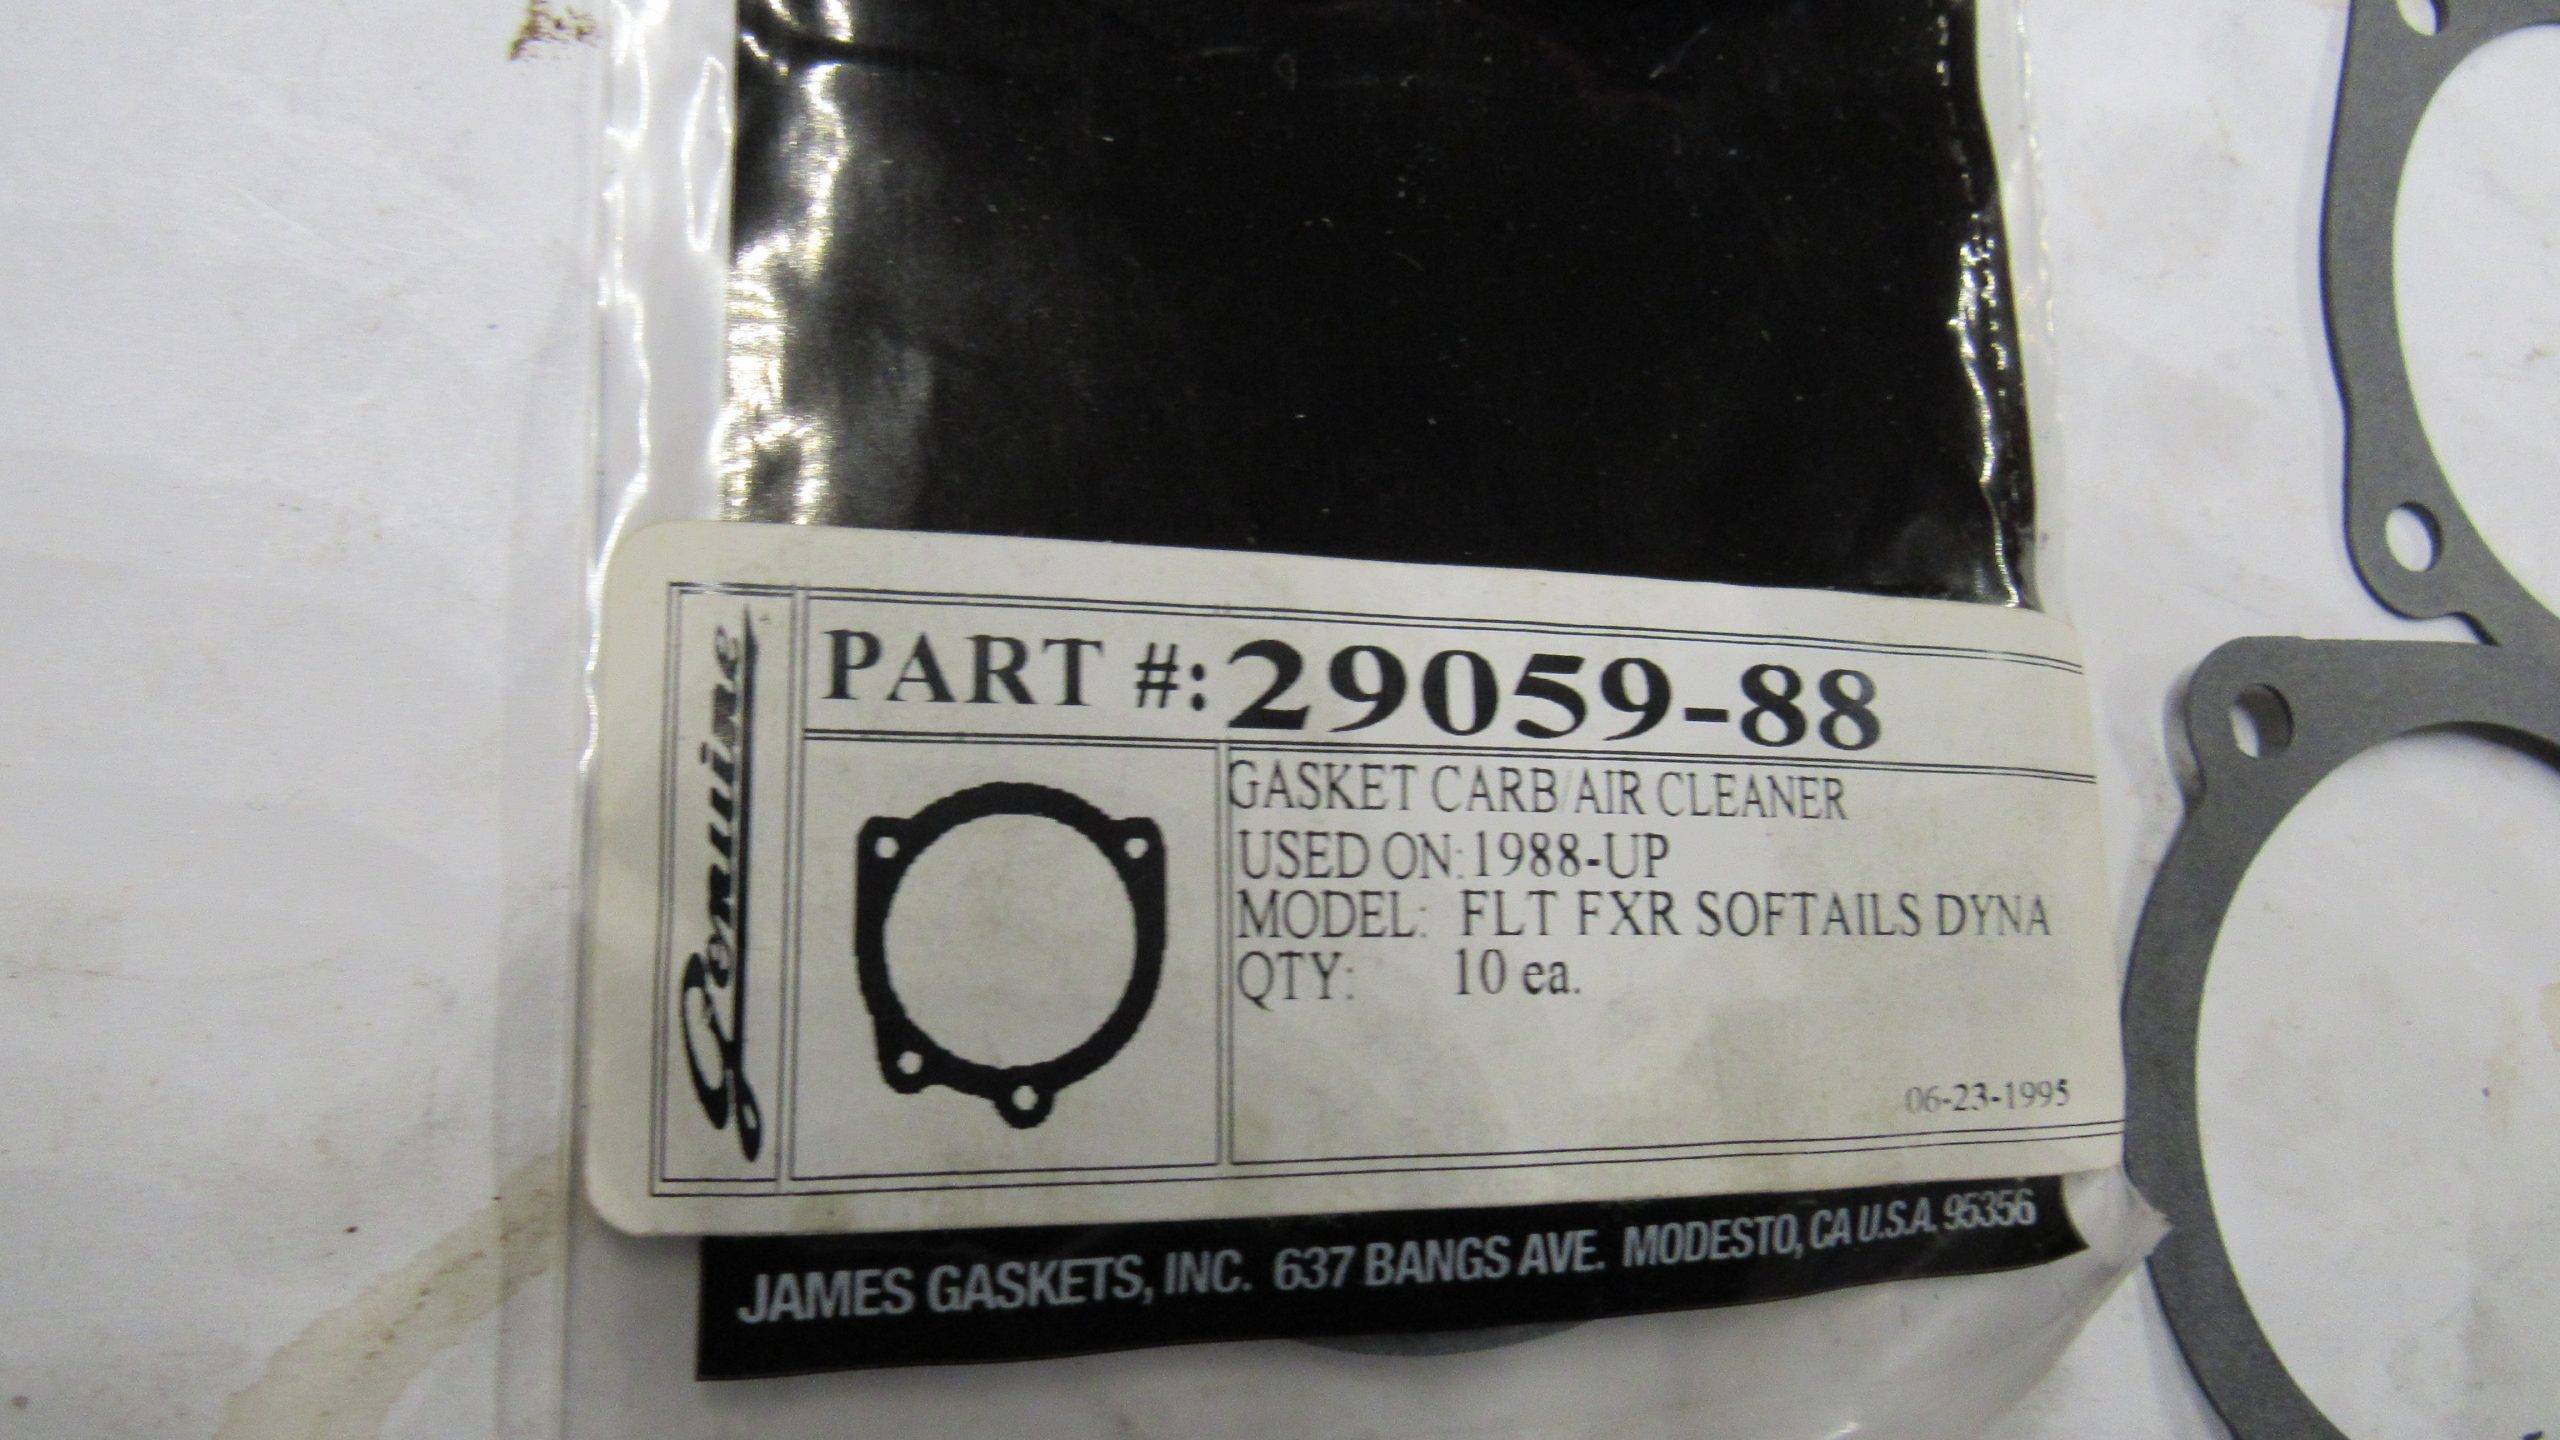 Genuine
PART #: 29059-88
GASKET CARB/AIR CLEANER
USED ON: 1988-UP
MODEL: FLT FXR SOFTAILS DYNA
QTY: 10 ea.
06-23-1995
JAMES GASKETS, INC. 637 BANGS AVE. MODESTO, CA U.S.A. 95356